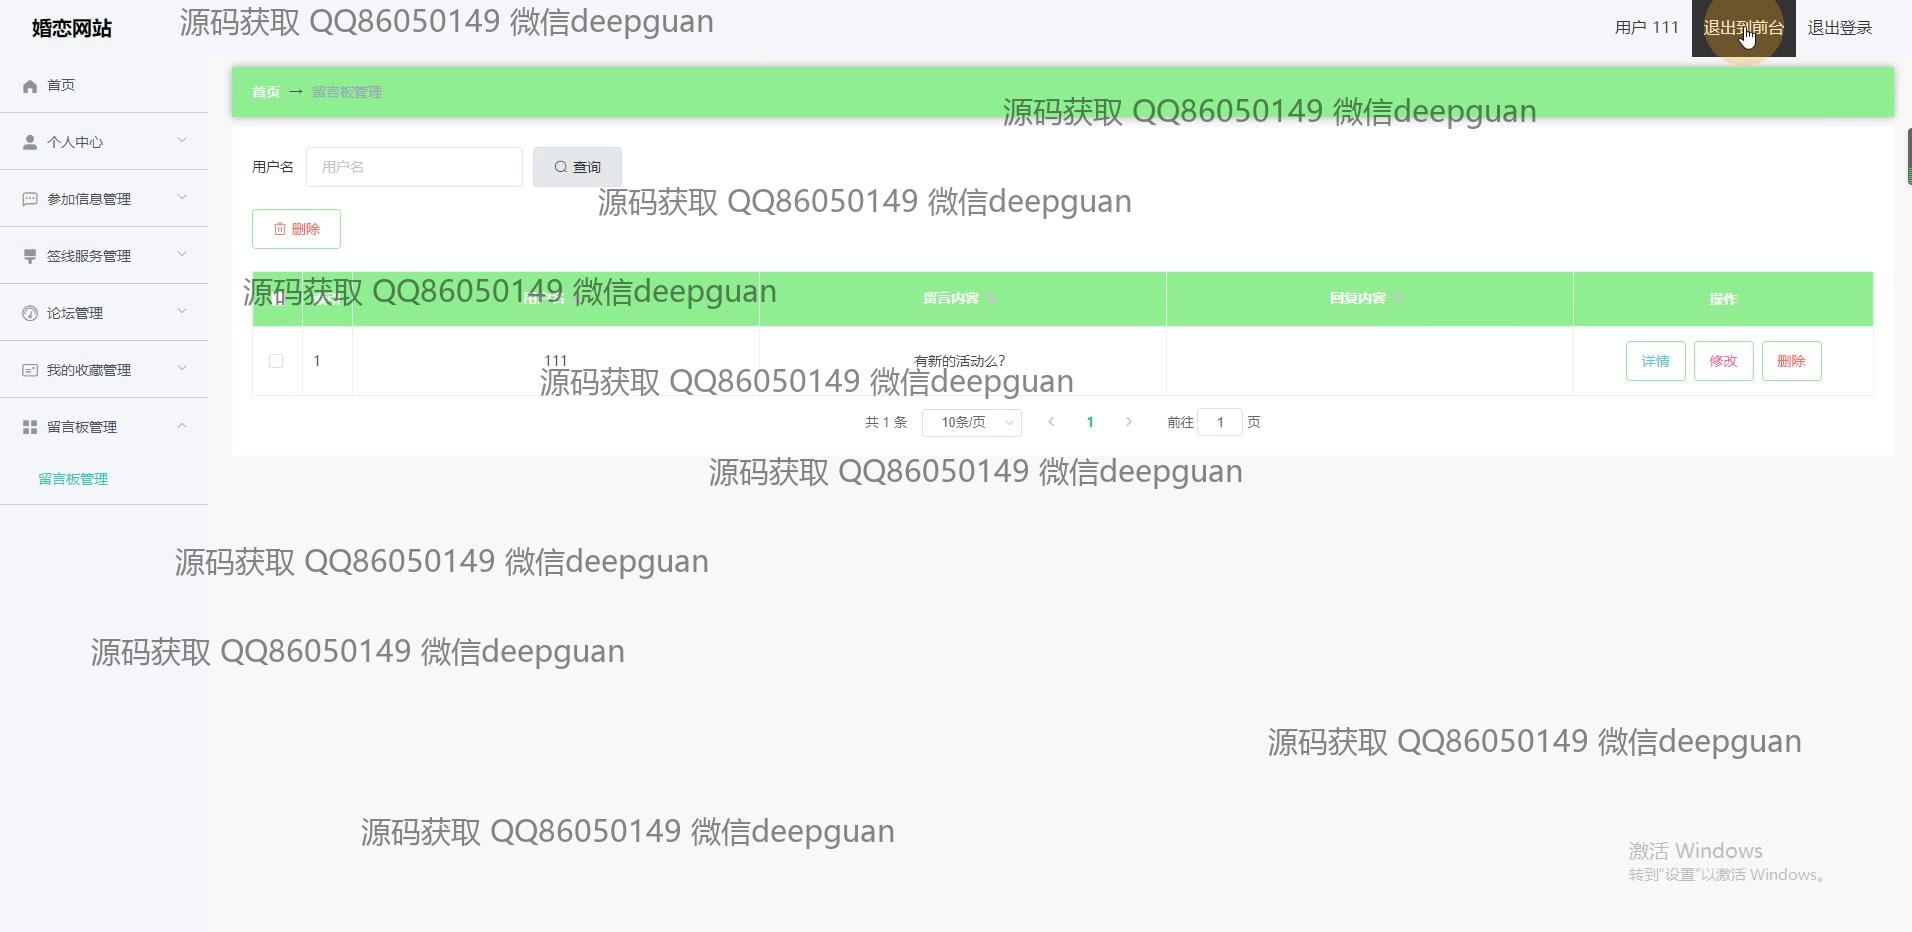 婚恋网站
源码获取 QQ86050149 微信deepguan
用户 111
退出到前台
退出登录
首页
个人中心
参加信息管理
签线服务管理
论坛管理
我的收藏管理
留言板管理
留言板管理
首页 → 留言板管理
源码获取 QQ86050149 微信deepguan
用户名
用户名
查询
源码获取 QQ86050149 微信deepguan
删除
源码获取 QQ86050149 微信deepguan
用户名
留言内容
回复内容
操作
1
111
有新的活动么?
详情
修改
删除
源码获取 QQ86050149 微信deepguan
共 1 条
10条/页
1
前往 1 页
源码获取 QQ86050149 微信deepguan
源码获取 QQ86050149 微信deepguan
源码获取 QQ86050149 微信deepguan
源码获取 QQ86050149 微信deepguan
源码获取 QQ86050149 微信deepguan
激活 Windows
转到"设置"以激活 Windows。